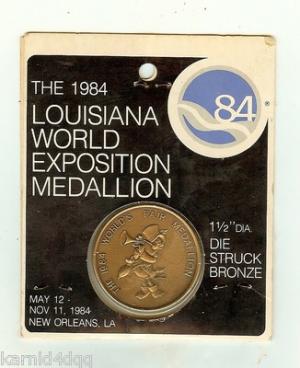 THE 1984
LOUISIANA
WORLD
EXPOSITION
MEDALLION
84
®
THE 1984 WORLD'S FAIR MEDALLION
1½" DIA.
DIE
STRUCK
BRONZE
MAY 12 -
NOV 11, 1984
NEW ORLEANS, LA
karnid4dqq